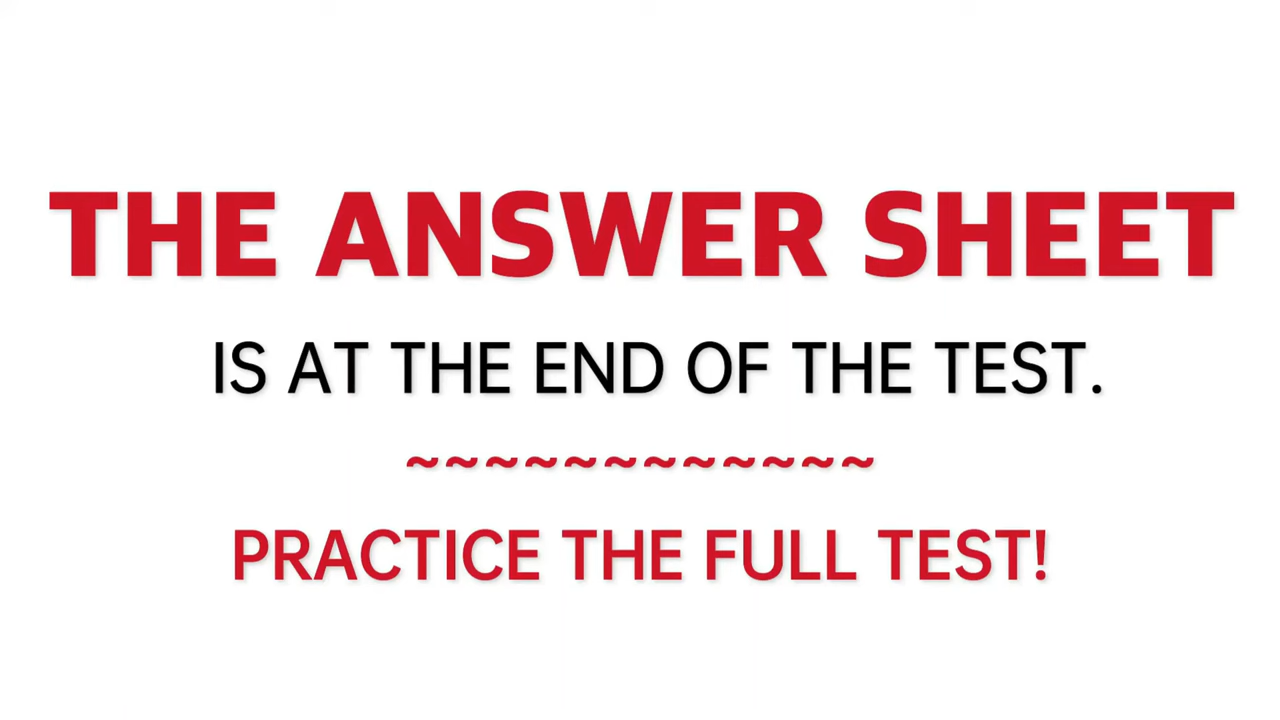 THE ANSWER SHEET
IS AT THE END OF THE TEST.
~~~~~~~~~~~~
PRACTICE THE FULL TEST!